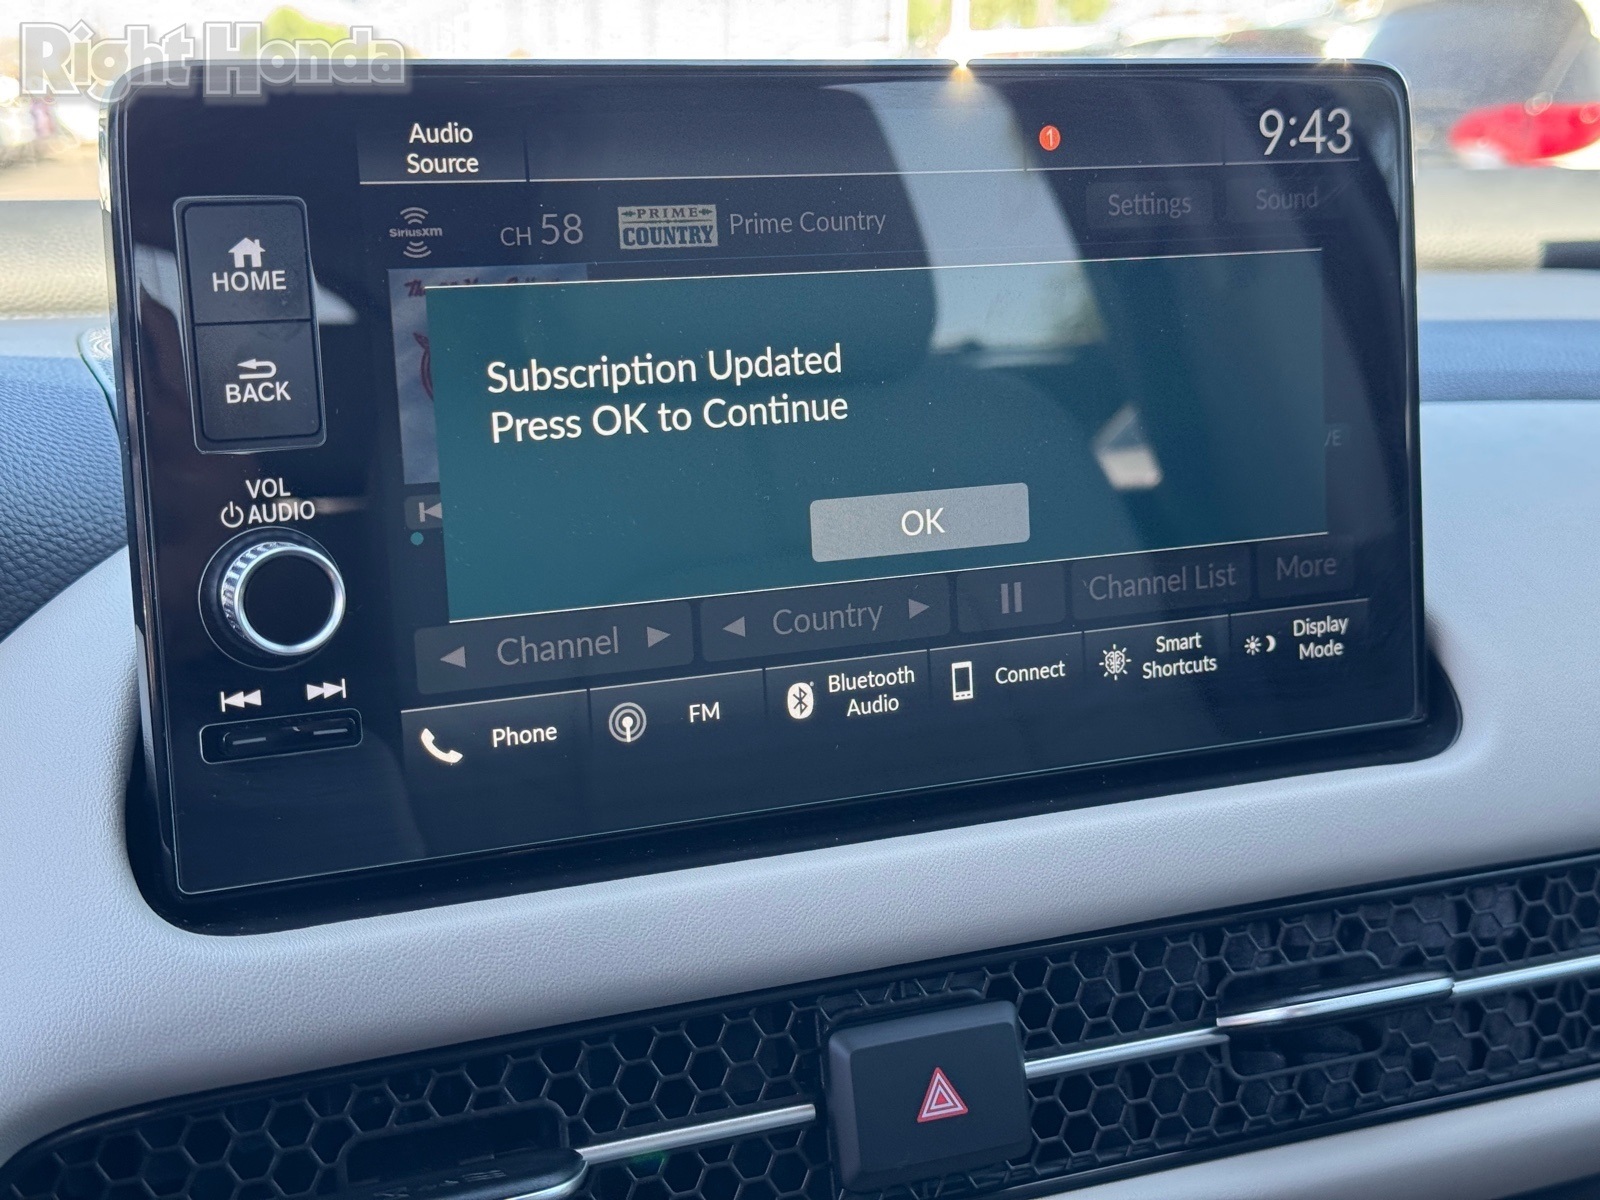 Right Honda
Audio
Source
1
9:43
SiriusXM
CH 58
PRIME
COUNTRY
Prime Country
Settings
Sound
HOME
BACK
Subscription Updated
Press OK to Continue
OK
VOL
AUDIO
Channel
Country
Channel List
More
Phone
FM
Bluetooth
Audio
Connect
Smart
Shortcuts
Display
Mode